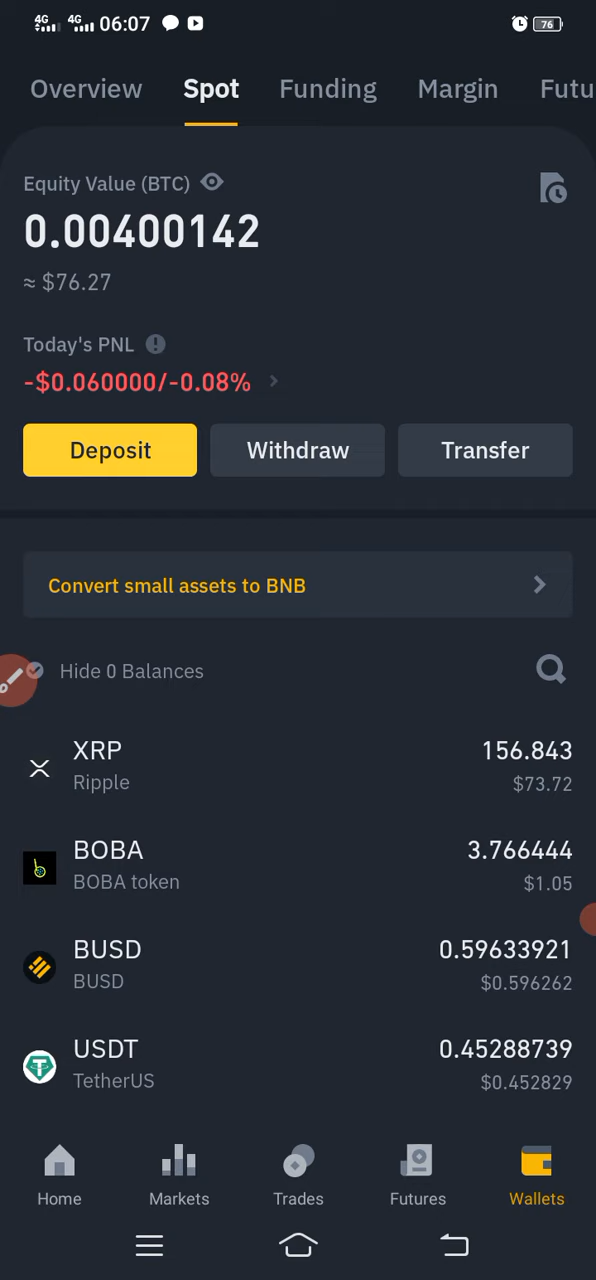 4G 4G 06:07 76
Overview Spot Funding Margin Futu
Equity Value (BTC)
0.00400142
≈ $76.27
Today's PNL
-$0.060000/-0.08%
Deposit Withdraw Transfer
Convert small assets to BNB
Hide 0 Balances
XRP 156.843
Ripple $73.72
BOBA 3.766444
BOBA token $1.05
BUSD 0.59633921
BUSD $0.596262
USDT 0.45288739
TetherUS $0.452829
Home Markets Trades Futures Wallets